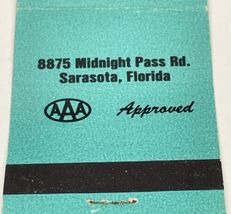 8875 Midnight Pass Rd.
Sarasota, Florida
AAA Approved